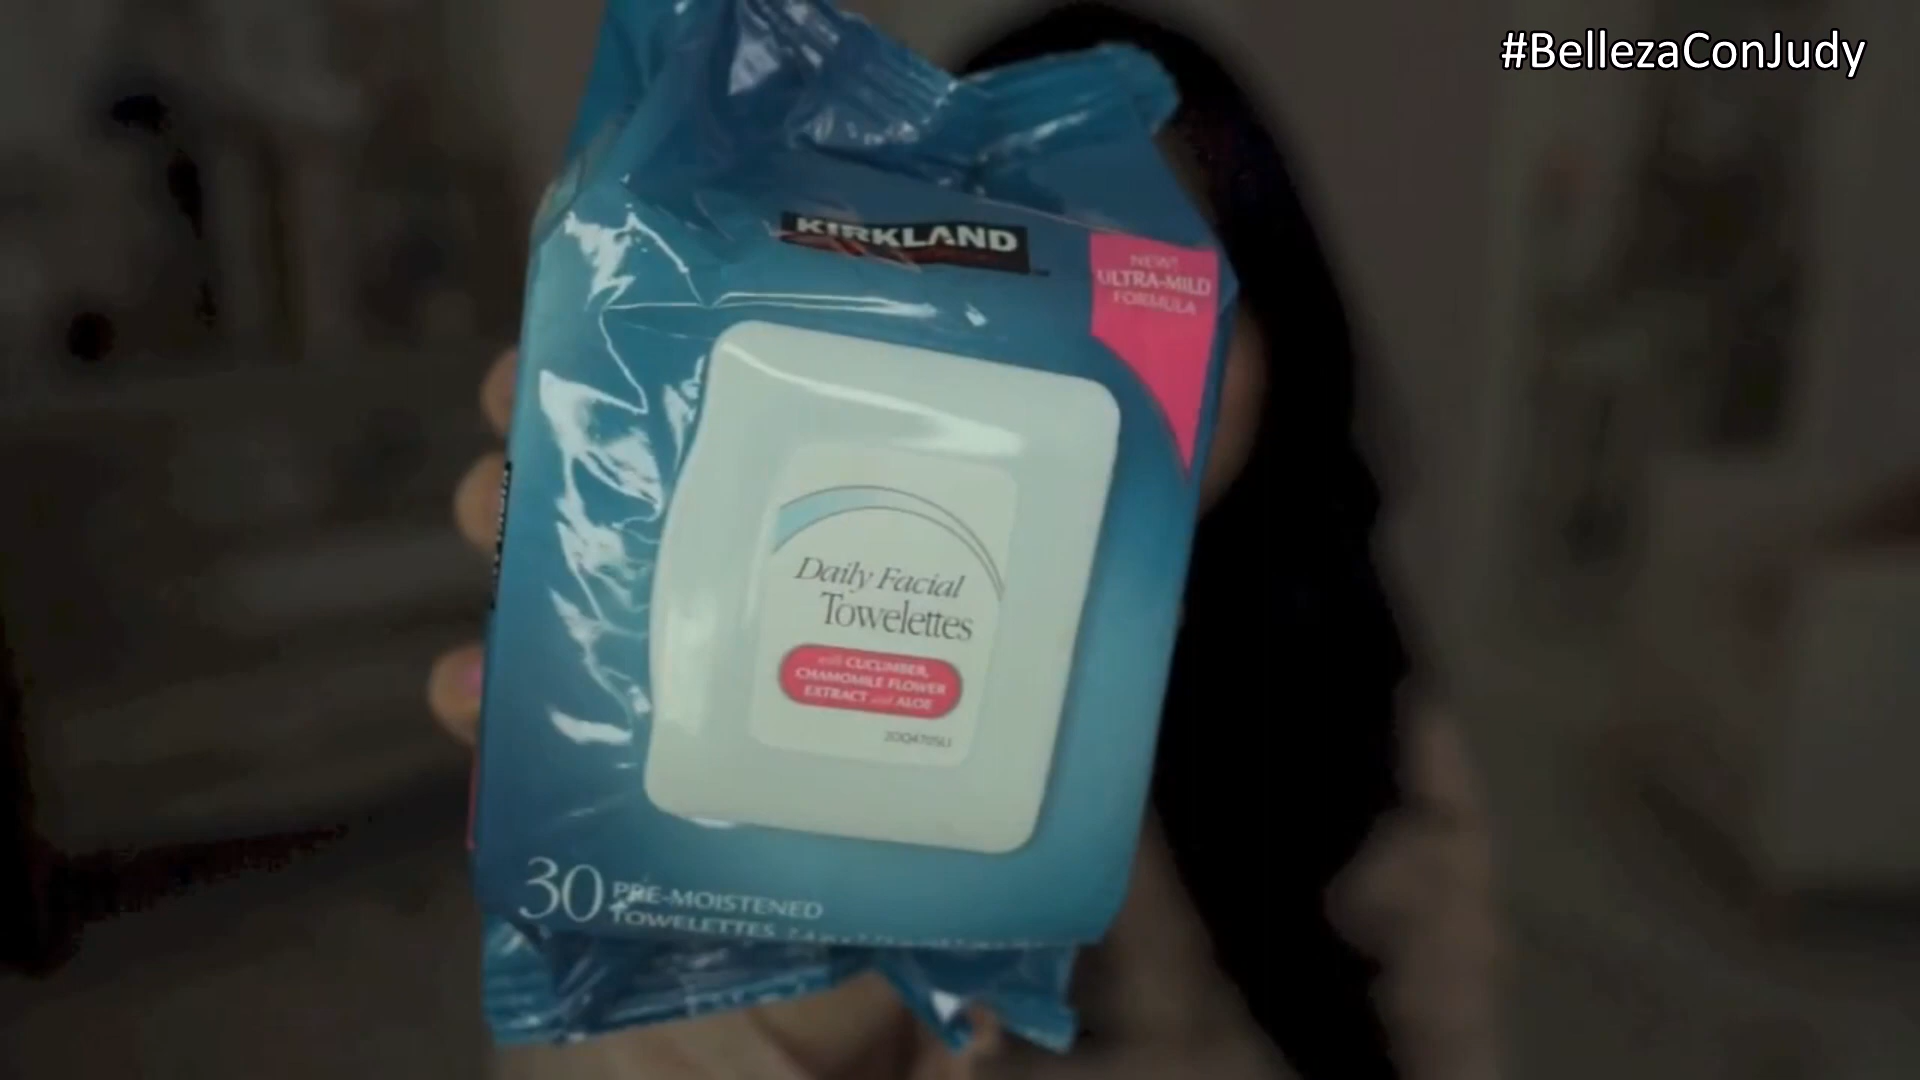 #BellezaConJudy
KIRKLAND
NEW!
ULTRA-MILD
FORMULA
Daily Facial
Towelettes
with CUCUMBER,
CHAMOMILE FLOWER
EXTRACT and ALOE
30 PRE-MOISTENED
TOWELETTES